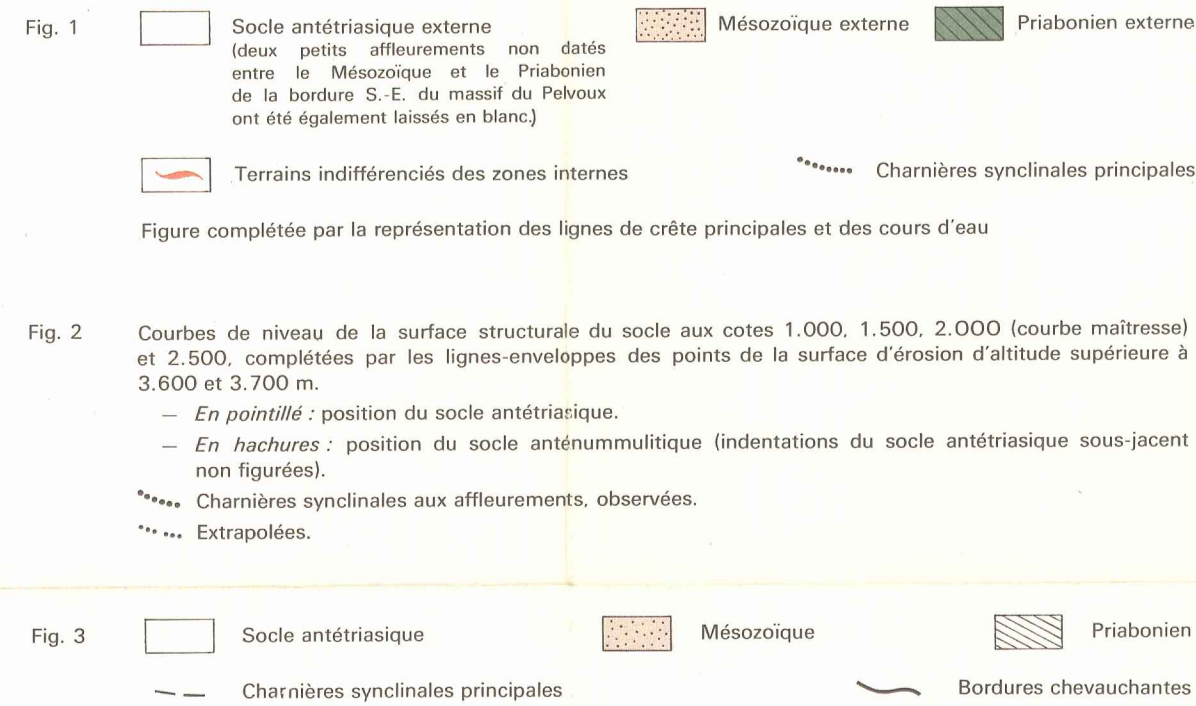 Fig. 1
Socle antétriasique externe
Mésozoïque externe
Priabonien externe
(deux petits affleurements non datés
entre le Mésozoïque et le Priabonien
de la bordure S.-E. du massif du Pelvoux
ont été également laissés en blanc.)
Terrains indifférenciés des zones internes
Charnières synclinales principales
Figure complétée par la représentation des lignes de crête principales et des cours d'eau
Fig. 2
Courbes de niveau de la surface structurale du socle aux cotes 1.000, 1.500, 2.000 (courbe maîtresse)
et 2.500, complétées par les lignes-enveloppes des points de la surface d'érosion d'altitude supérieure à
3.600 et 3.700 m.
— En pointillé : position du socle antétriasique.
— En hachures : position du socle anténummulitique (indentations du socle antétriasique sous-jacent
non figurées).
Charnières synclinales aux affleurements, observées.
Extrapolées.
Fig. 3
Socle antétriasique
Mésozoïque
Priabonien
Charnières synclinales principales
Bordures chevauchantes